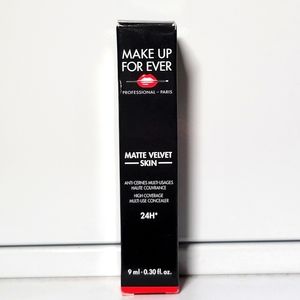 MAKE UP
FOR EVER
PROFESSIONAL – PARIS
MATTE VELVET
SKIN
ANTI-CERNES MULTI-USAGES
HAUTE COUVRANCE
HIGH COVERAGE
MULTI-USE CONCEALER
24H*
9 ml · 0.30 fl. oz.